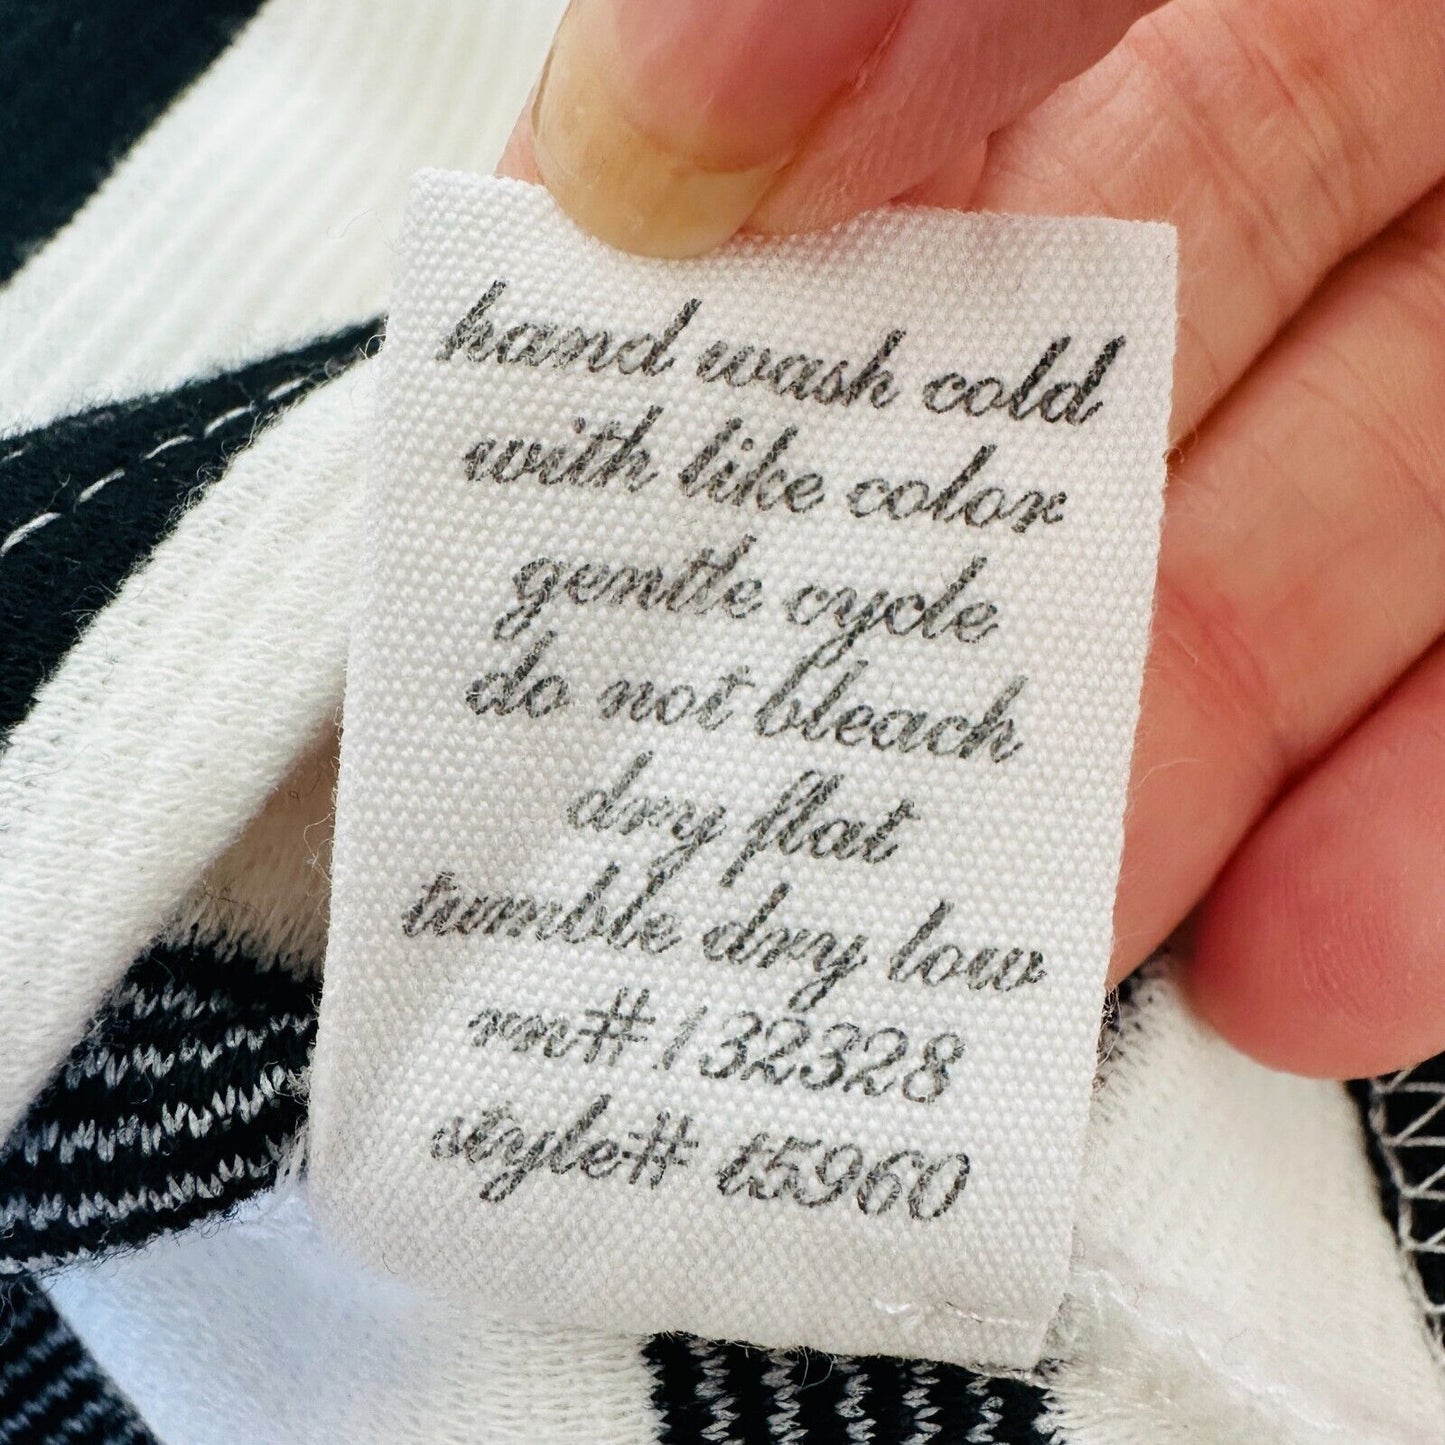 hand wash cold
with like color
gentle cycle
do not bleach
dry flat
tumble dry low
rn# 132328
style# 15960